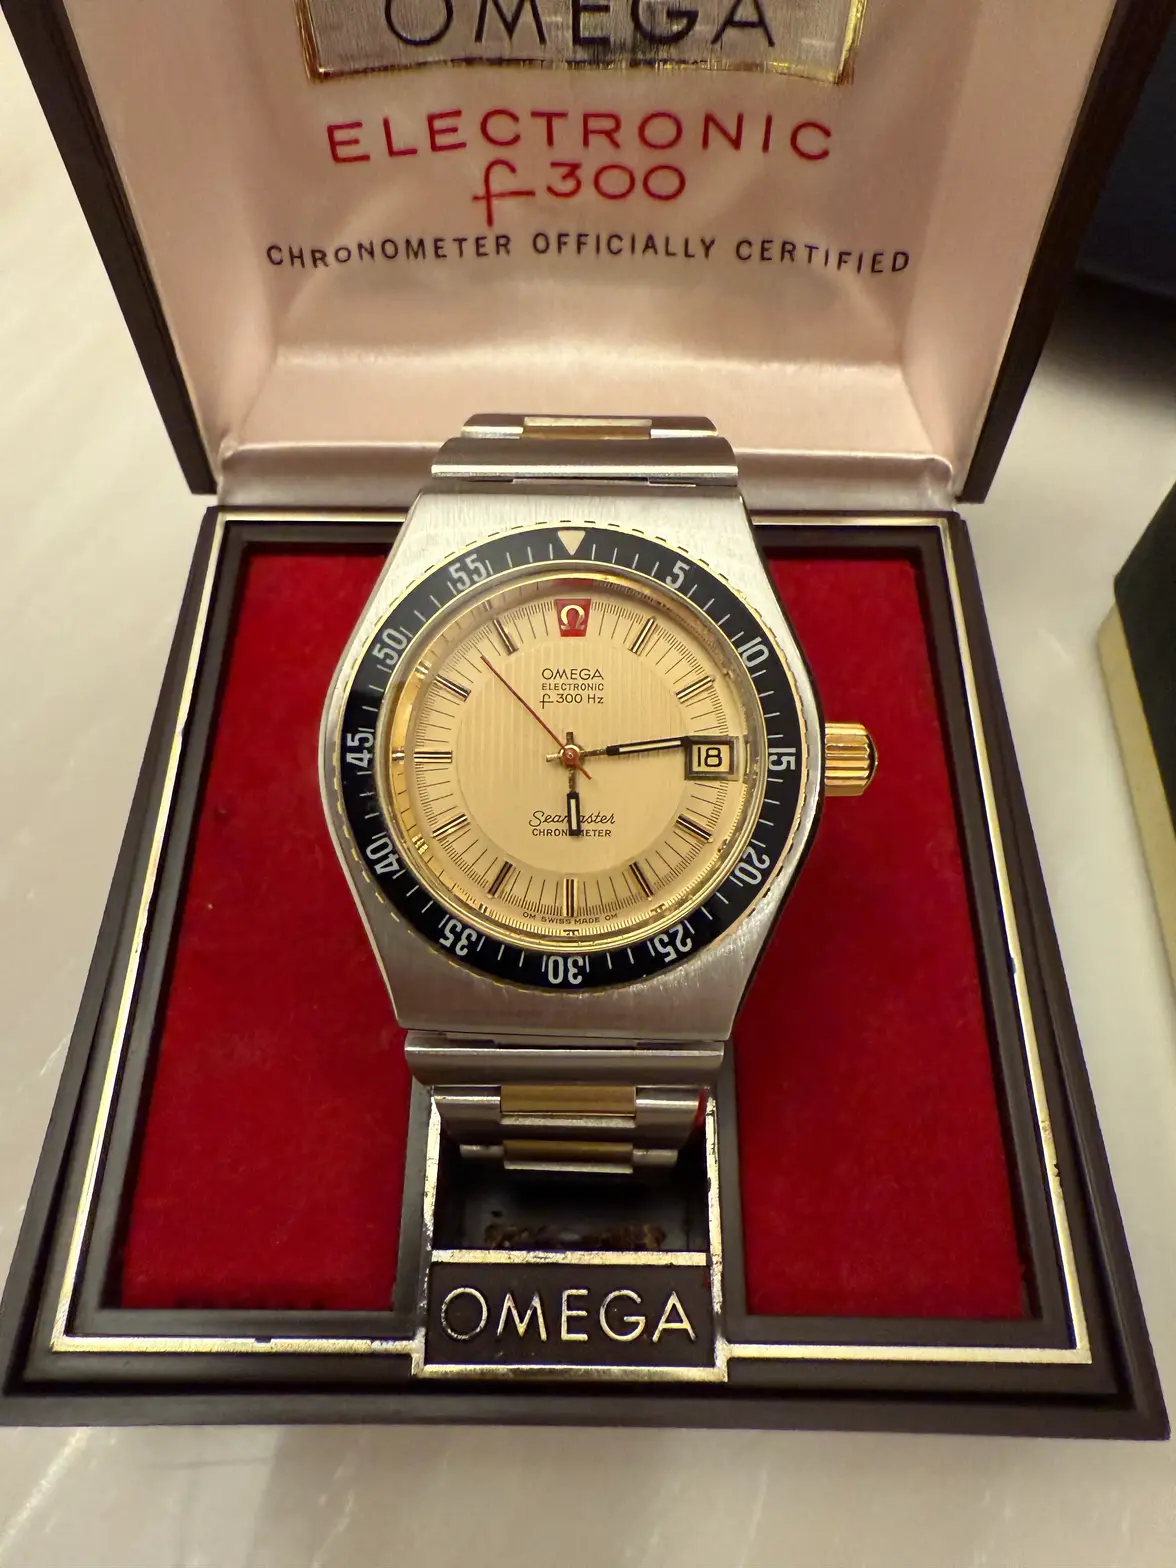 OMEGA
ELECTRONIC
f300
CHRONOMETER OFFICIALLY CERTIFIED
5
10
15
20
25
30
35
40
45
50
55
Ω
OMEGA
ELECTRONIC
f300 Hz
18
Seamaster
CHRONOMETER
OM SWISS MADE OM
OMEGA